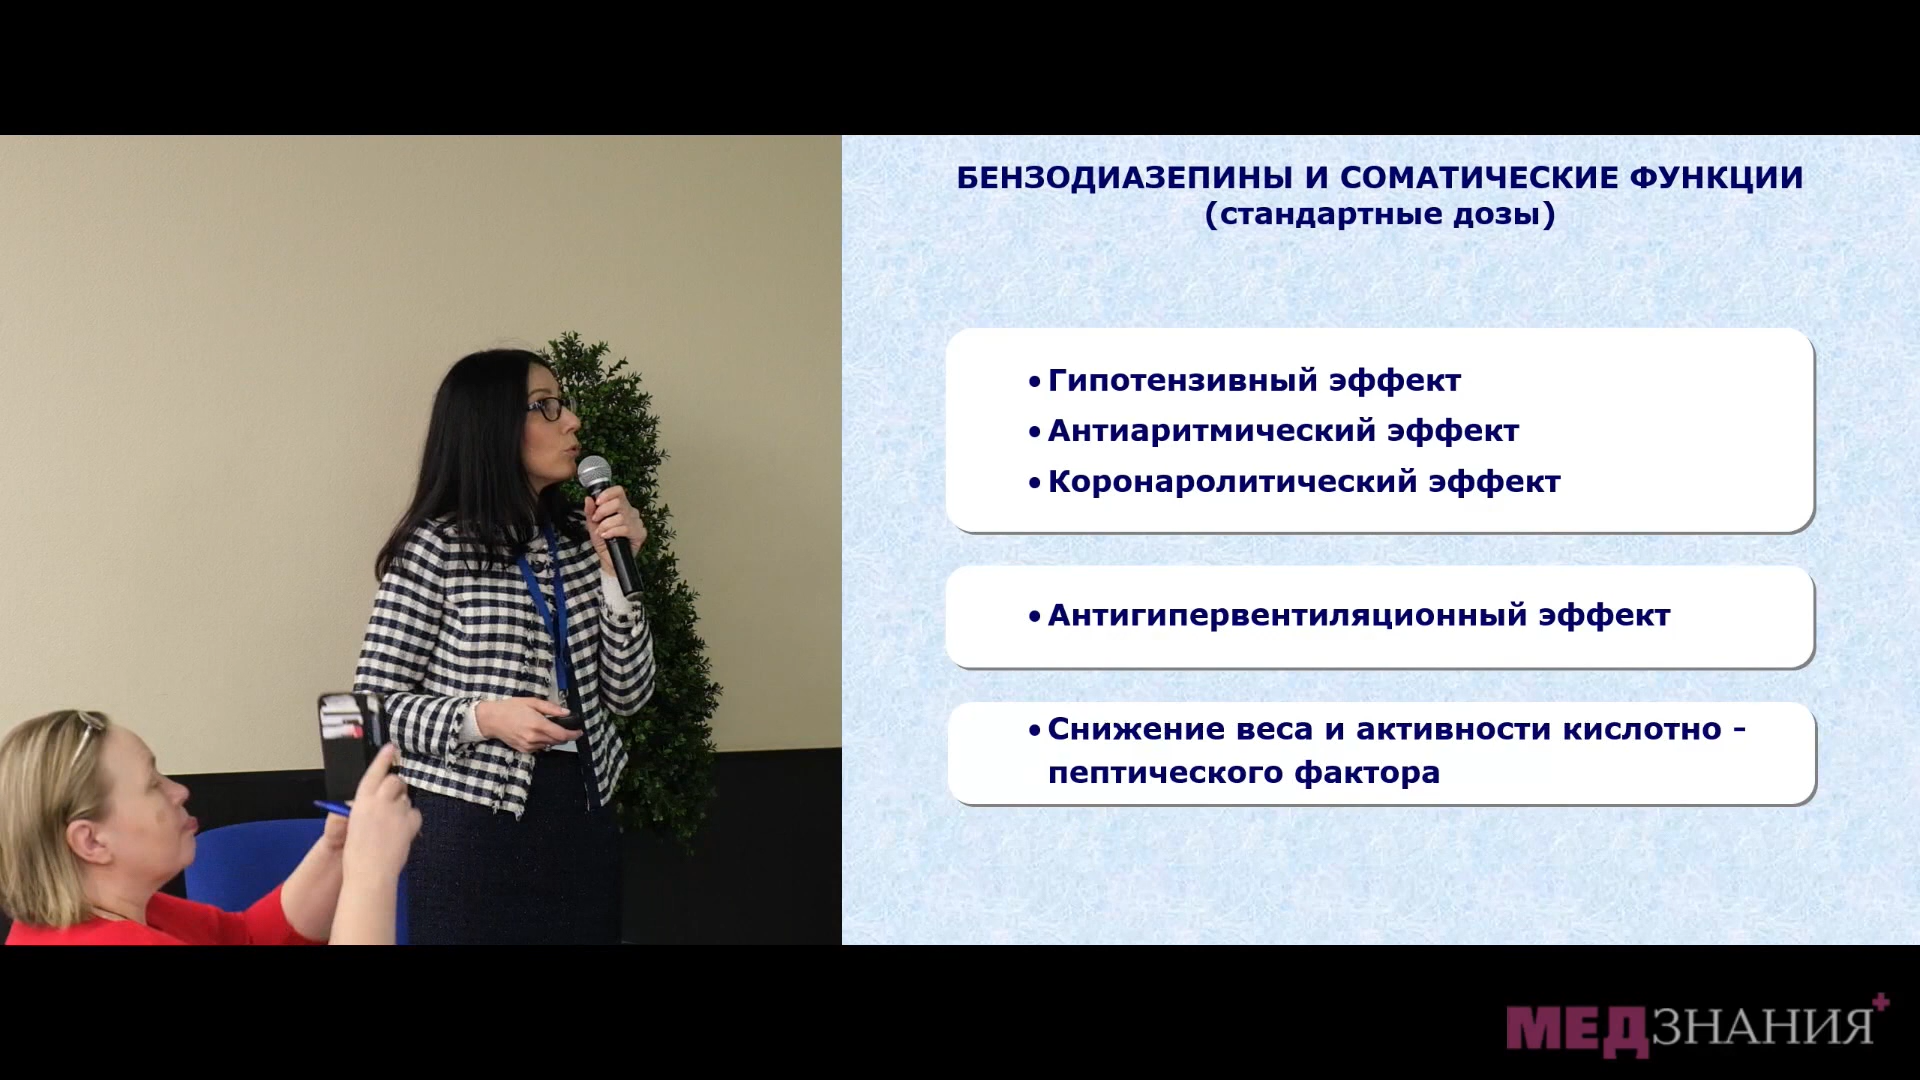 БЕНЗОДИАЗЕПИНЫ И СОМАТИЧЕСКИЕ ФУНКЦИИ
(стандартные дозы)
•Гипотензивный эффект
•Антиаритмический эффект
•Коронаролитический эффект
•Антигипервентиляционный эффект
•Снижение веса и активности кислотно -
пептического фактора
МЕДЗНАНИЯ+